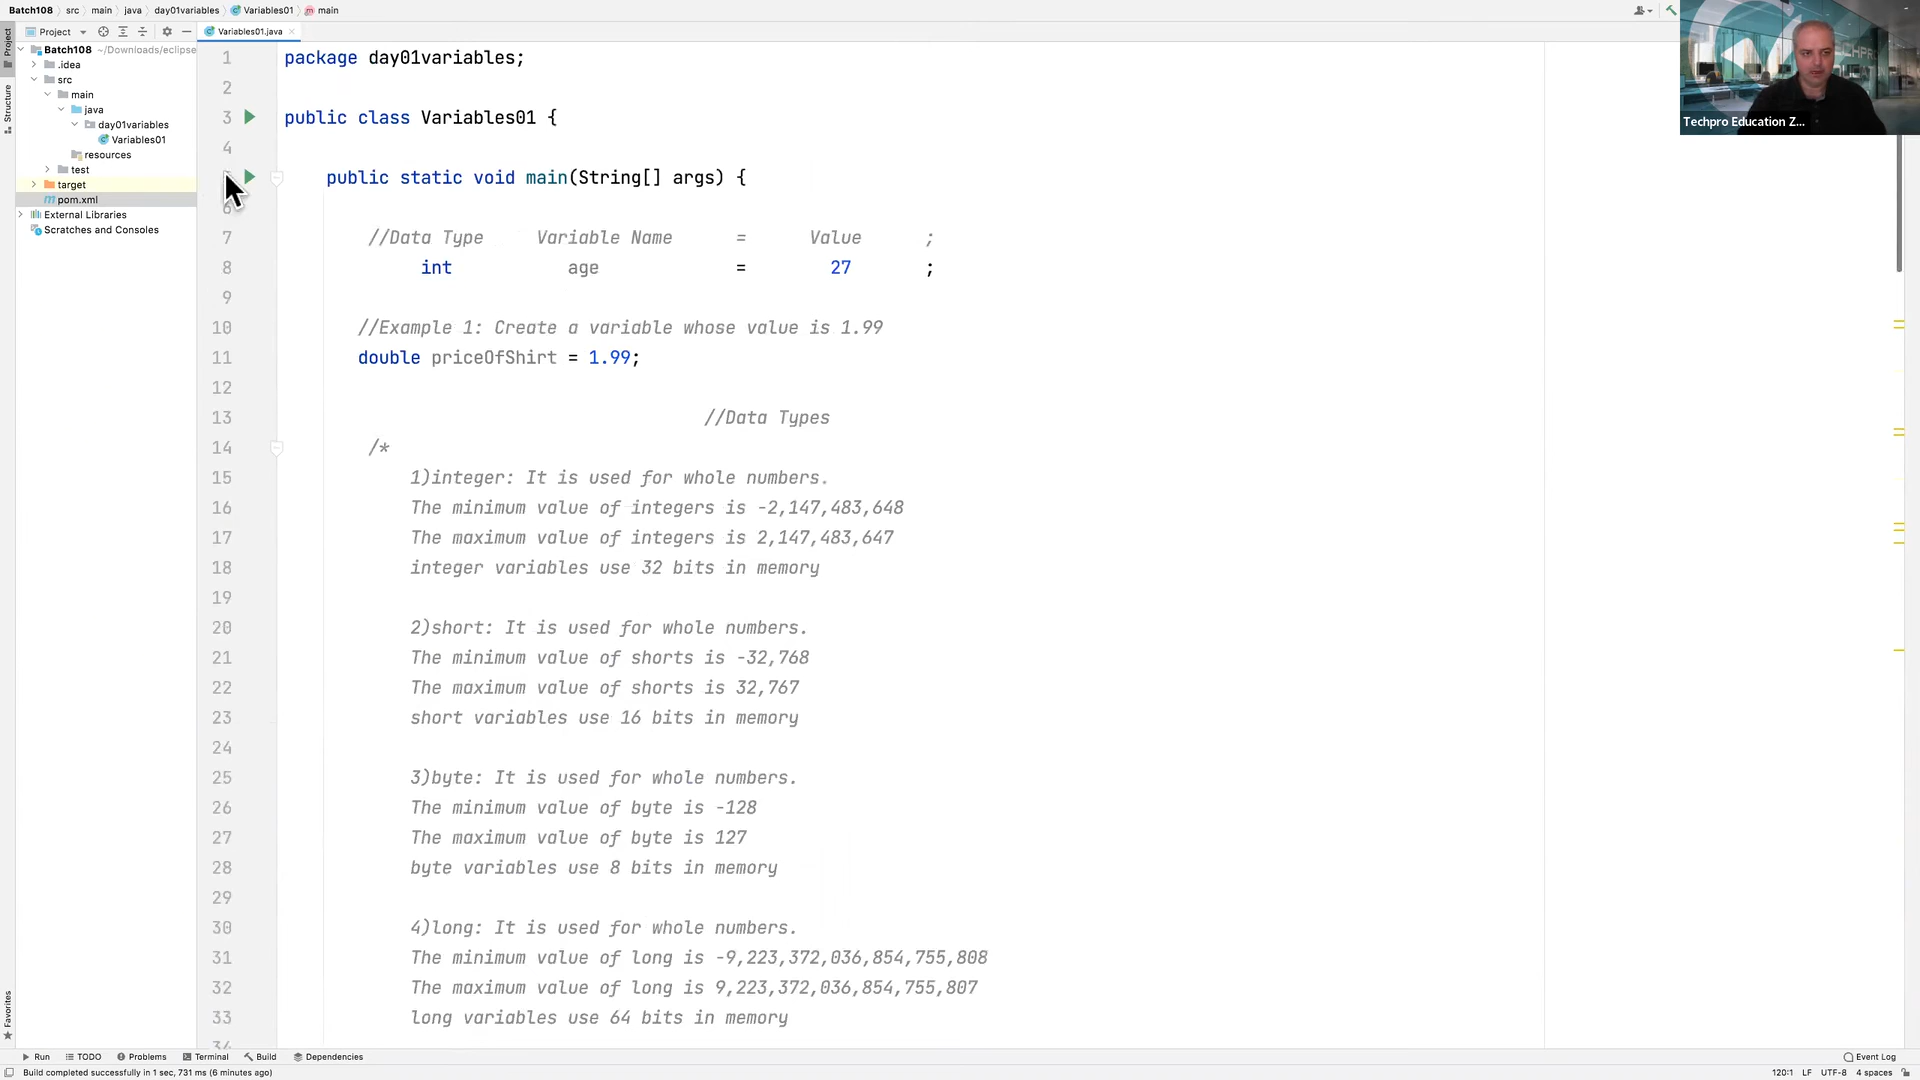 Batch108 src main java day01variables Variables01 main
Project
Variables01.java
Project
Structure
Favorites
Batch108 ~/Downloads/eclipse
.idea
src
main
java
day01variables
Variables01
resources
test
target
pom.xml
External Libraries
Scratches and Consoles
1 package day01variables;
2
3 public class Variables01 {
4
public static void main(String[] args) {
6
7 //Data Type Variable Name = Value ;
8 int age = 27 ;
9
10 //Example 1: Create a variable whose value is 1.99
11 double priceOfShirt = 1.99;
12
13 //Data Types
14 /*
15 1)integer: It is used for whole numbers.
16 The minimum value of integers is -2,147,483,648
17 The maximum value of integers is 2,147,483,647
18 integer variables use 32 bits in memory
19
20 2)short: It is used for whole numbers.
21 The minimum value of shorts is -32,768
22 The maximum value of shorts is 32,767
23 short variables use 16 bits in memory
24
25 3)byte: It is used for whole numbers.
26 The minimum value of byte is -128
27 The maximum value of byte is 127
28 byte variables use 8 bits in memory
29
30 4)long: It is used for whole numbers.
31 The minimum value of long is -9,223,372,036,854,755,808
32 The maximum value of long is 9,223,372,036,854,755,807
33 long variables use 64 bits in memory
34
Techpro Education Z...
Run TODO Problems Terminal Build Dependencies Event Log
Build completed successfully in 1 sec, 731 ms (6 minutes ago) 120:1 LF UTF-8 4 spaces